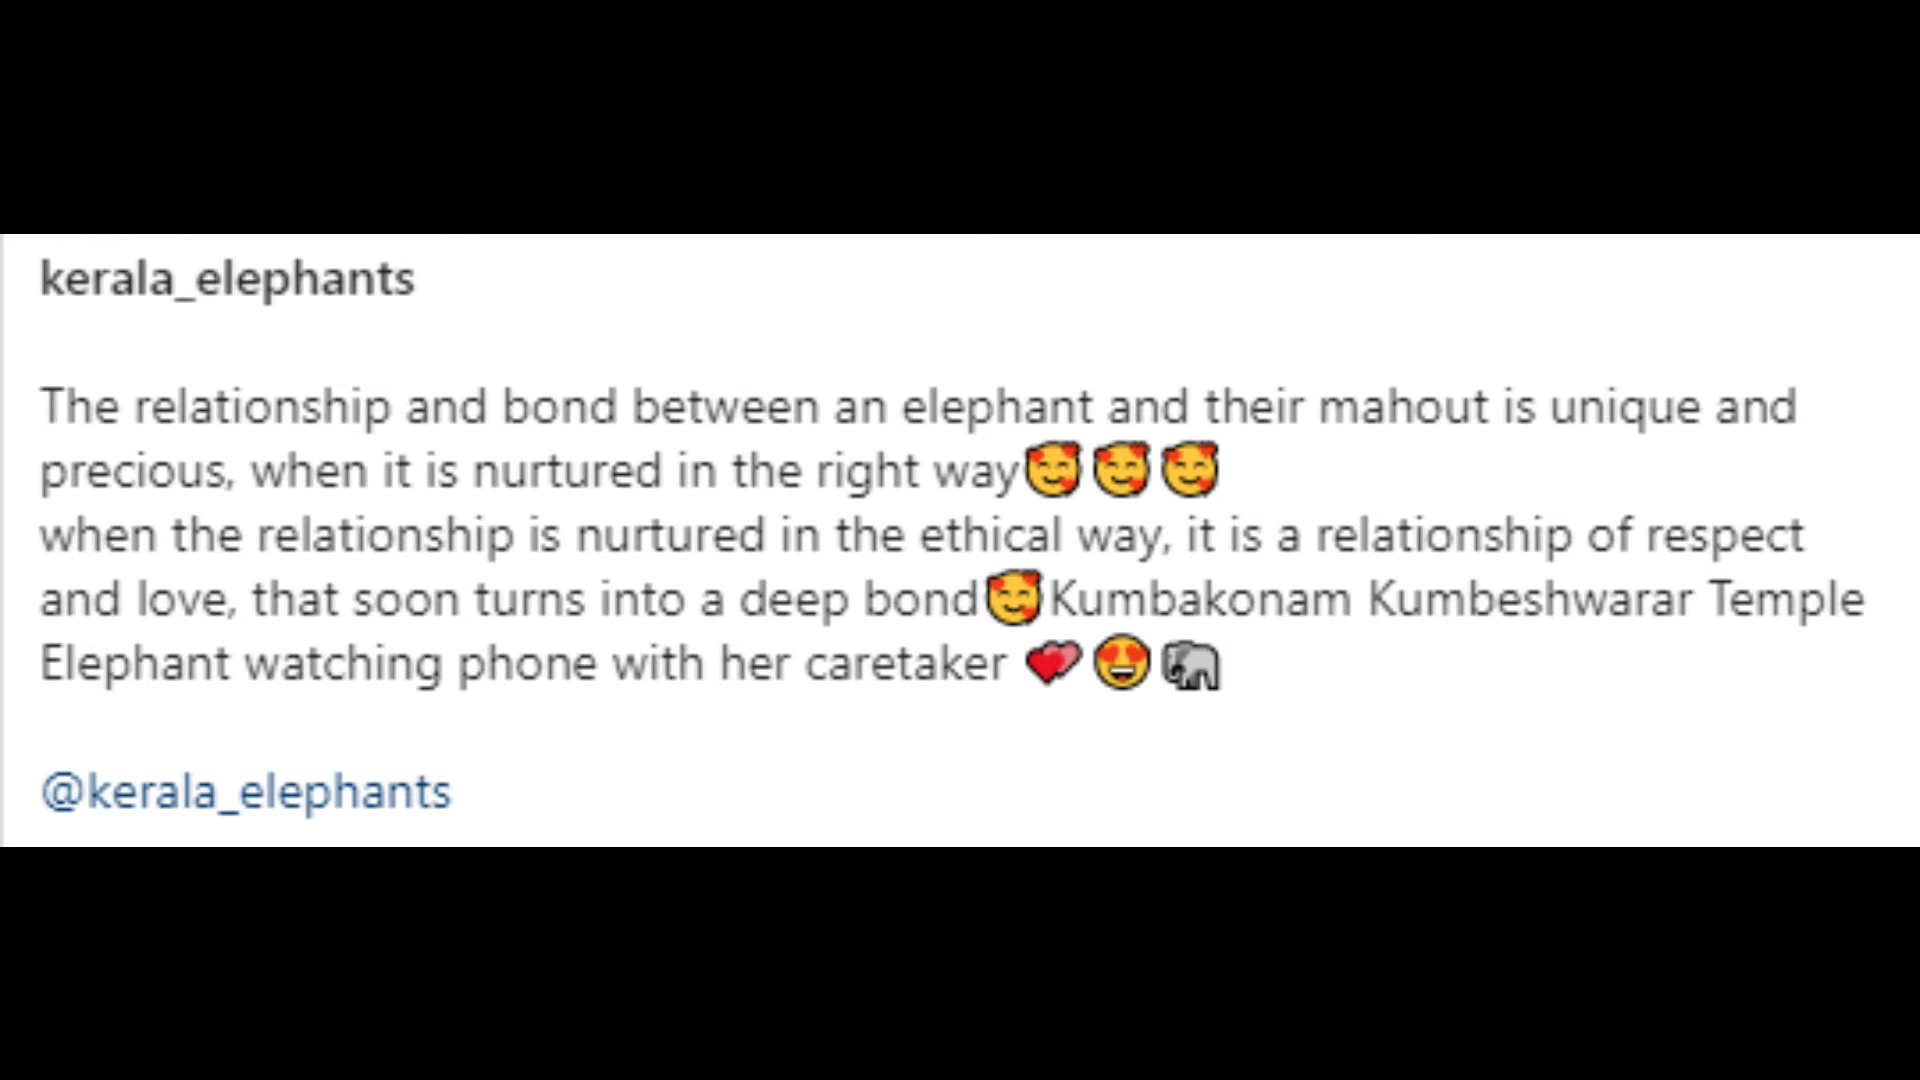 kerala_elephants
The relationship and bond between an elephant and their mahout is unique and
precious, when it is nurtured in the right way🥰🥰🥰
when the relationship is nurtured in the ethical way, it is a relationship of respect
and love, that soon turns into a deep bond🥰Kumbakonam Kumbeshwarar Temple
Elephant watching phone with her caretaker 💕😍🐘
@kerala_elephants